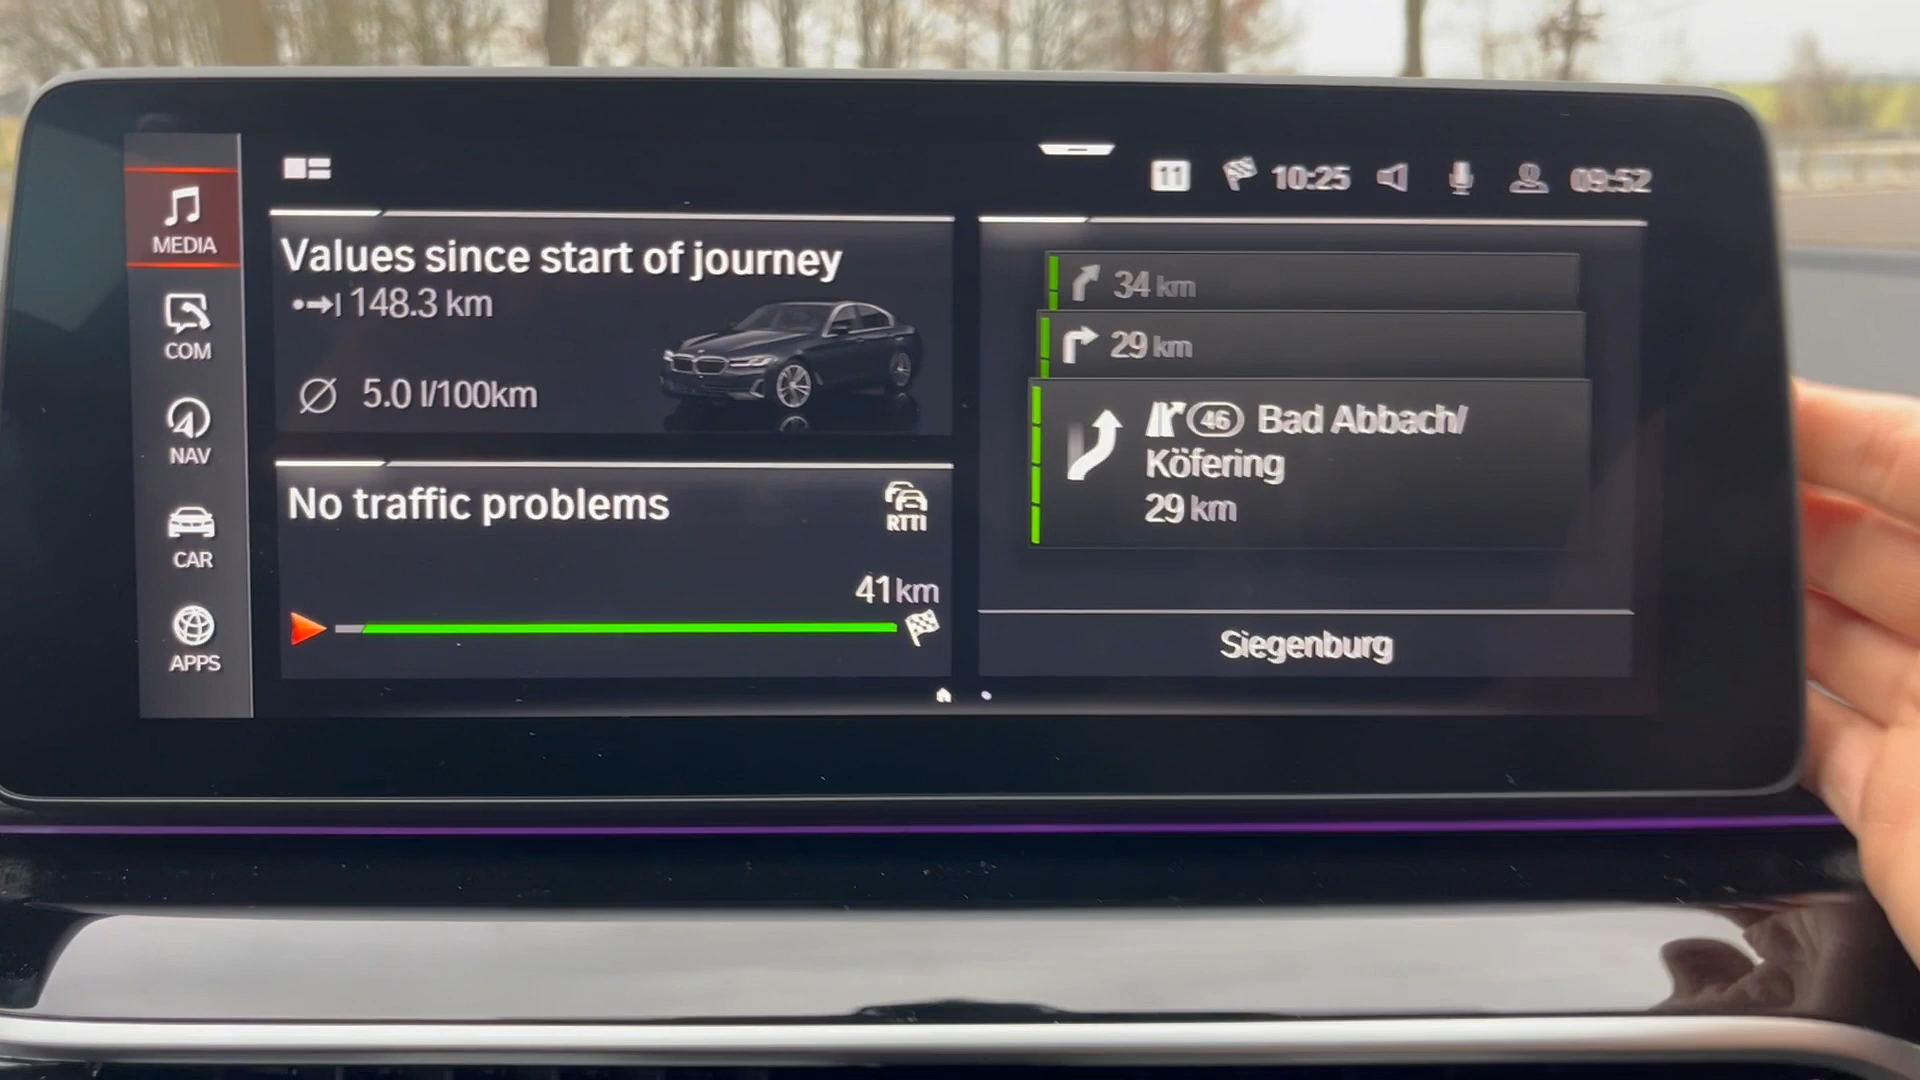 11 10:25 09:52
MEDIA
COM
NAV
CAR
APPS
Values since start of journey
148.3 km
Ø 5.0 l/100km
No traffic problems
RTTI
41 km
34 km
29 km
46 Bad Abbach/
Köfering
29 km
Siegenburg